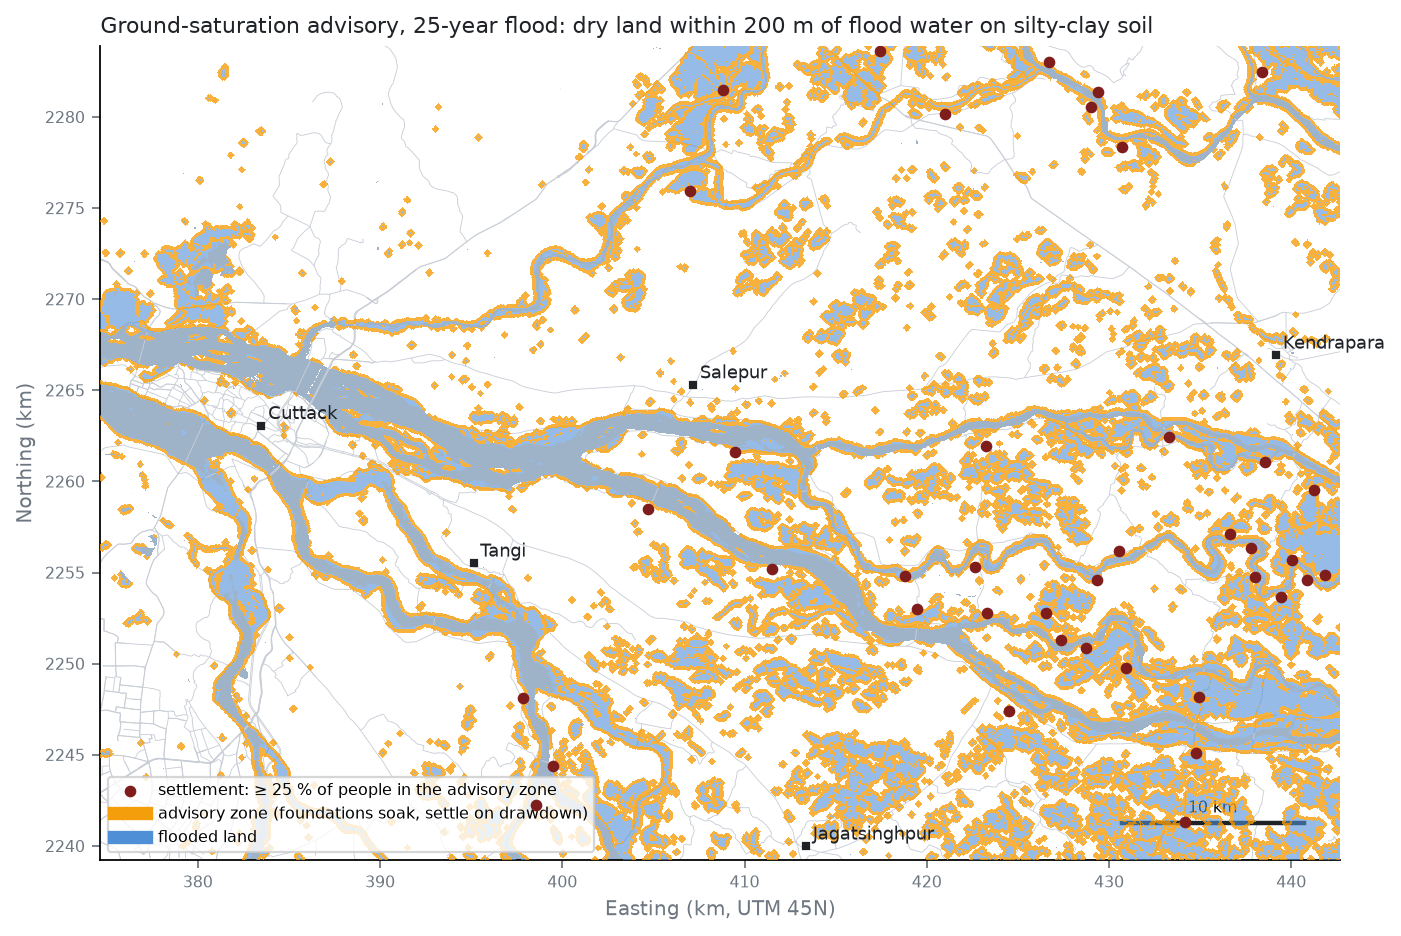 Ground-saturation advisory, 25-year flood: dry land within 200 m of flood water on silty-clay soil
Northing (km)
2280
2275
2270
2265
2260
2255
2250
2245
2240
Kendrapara
Salepur
Cuttack
Tangi
Jagatsinghpur
10 km
settlement: ≥ 25 % of people in the advisory zone
advisory zone (foundations soak, settle on drawdown)
flooded land
380
390
400
410
420
430
440
Easting (km, UTM 45N)